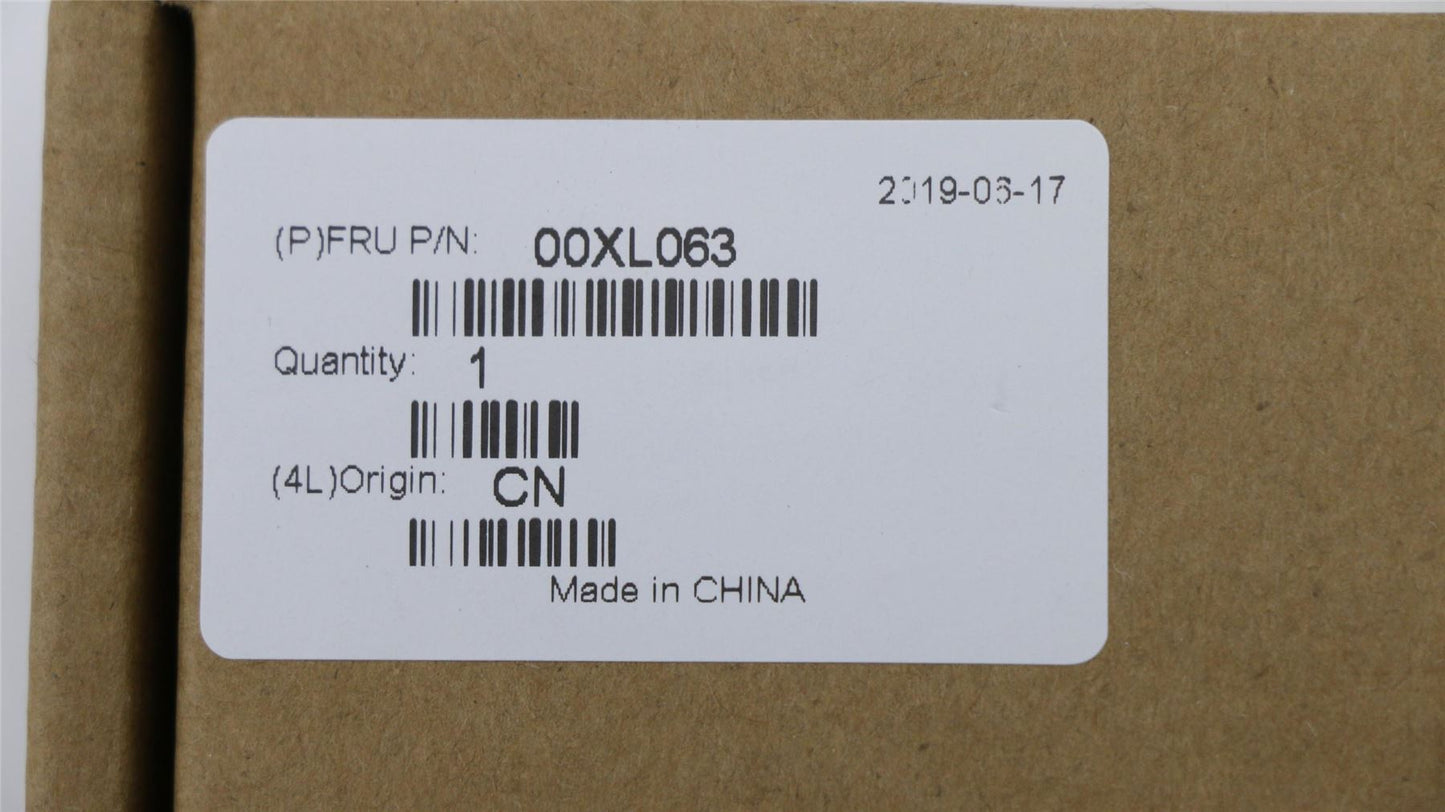 2019-06-17
(P)FRU P/N: 00XL063
Quantity: 1
(4L)Origin: CN
Made in CHINA